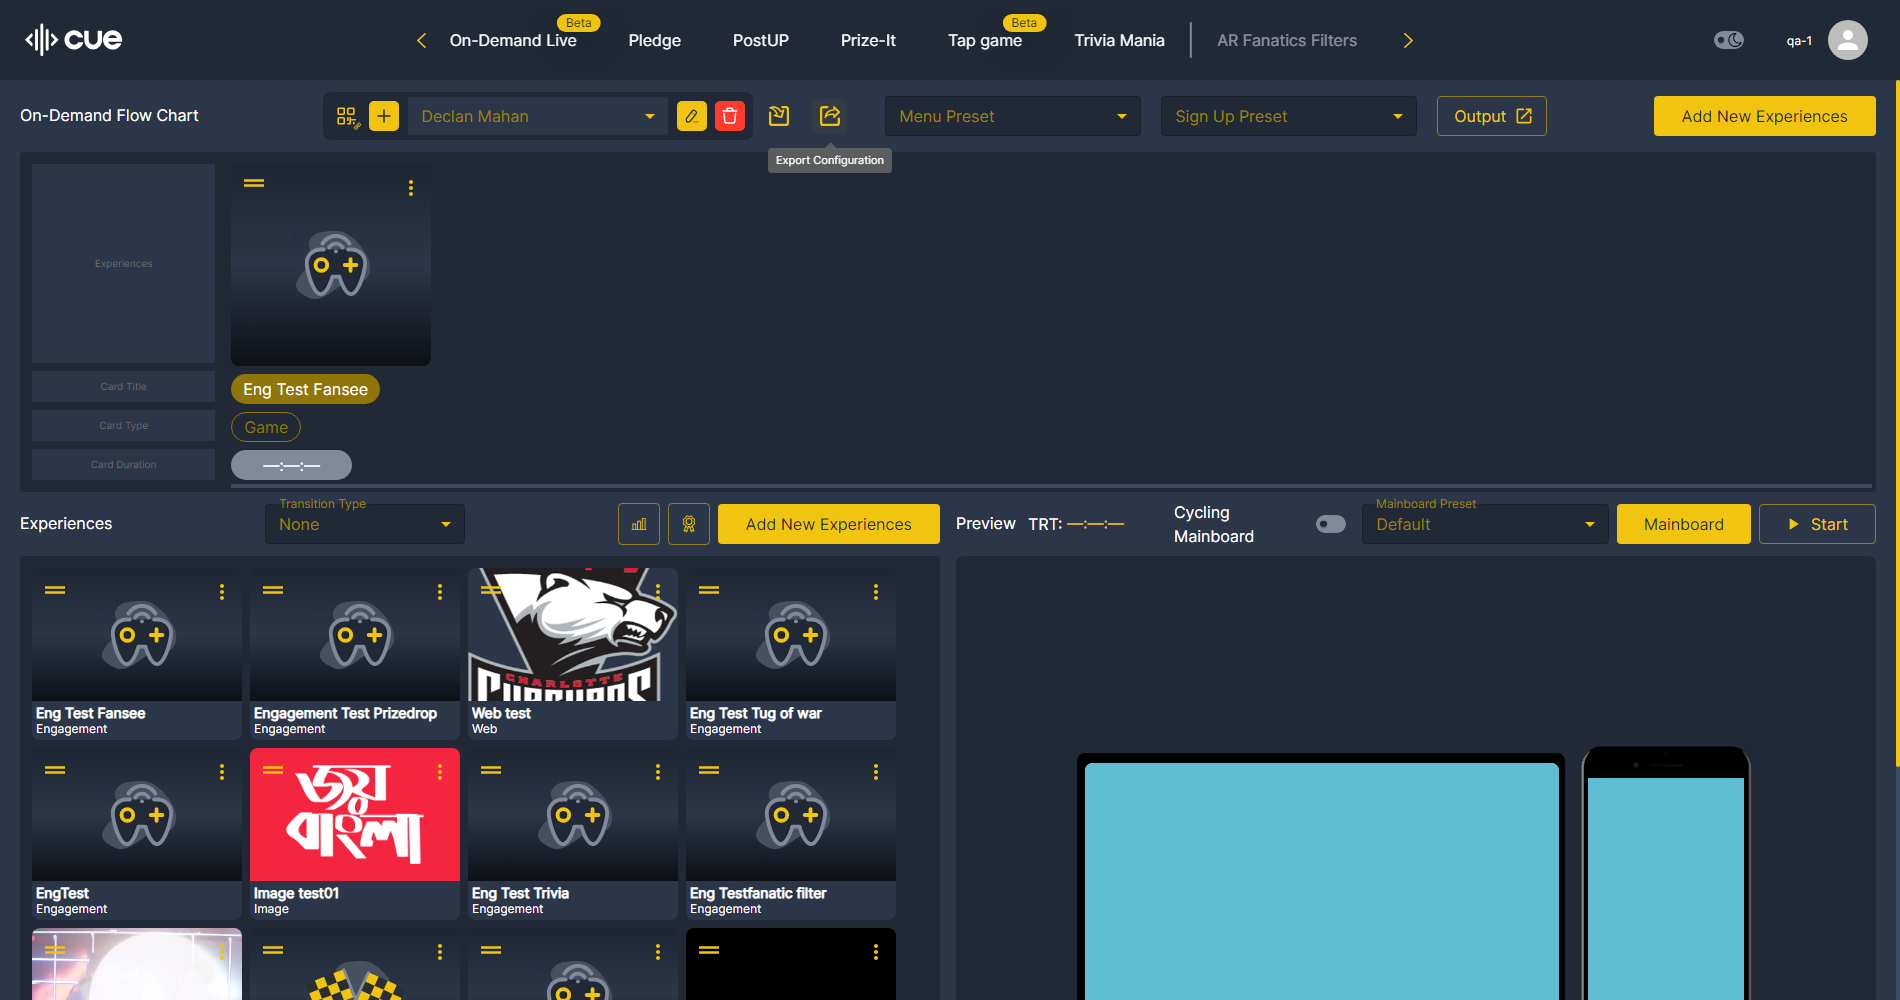 cue
On-Demand Live
Beta
Pledge
PostUP
Prize-It
Tap game
Beta
Trivia Mania
AR Fanatics Filters
qa-1
On-Demand Flow Chart
Declan Mahan
Menu Preset
Sign Up Preset
Output
Add New Experiences
Export Configuration
Experiences
Card Title
Eng Test Fansee
Card Type
Game
Card Duration
—:—:—
Experiences
Transition Type
None
Add New Experiences
Preview
TRT: —:—:—
Cycling
Mainboard
Mainboard Preset
Default
Mainboard
Start
Eng Test Fansee
Engagement
Engagement Test Prizedrop
Engagement
CHARLOTTE
Web test
Web
Eng Test Tug of war
Engagement
EngTest
Engagement
জয়
বাংলা
Image test01
Image
Eng Test Trivia
Engagement
Eng Testfanatic filter
Engagement